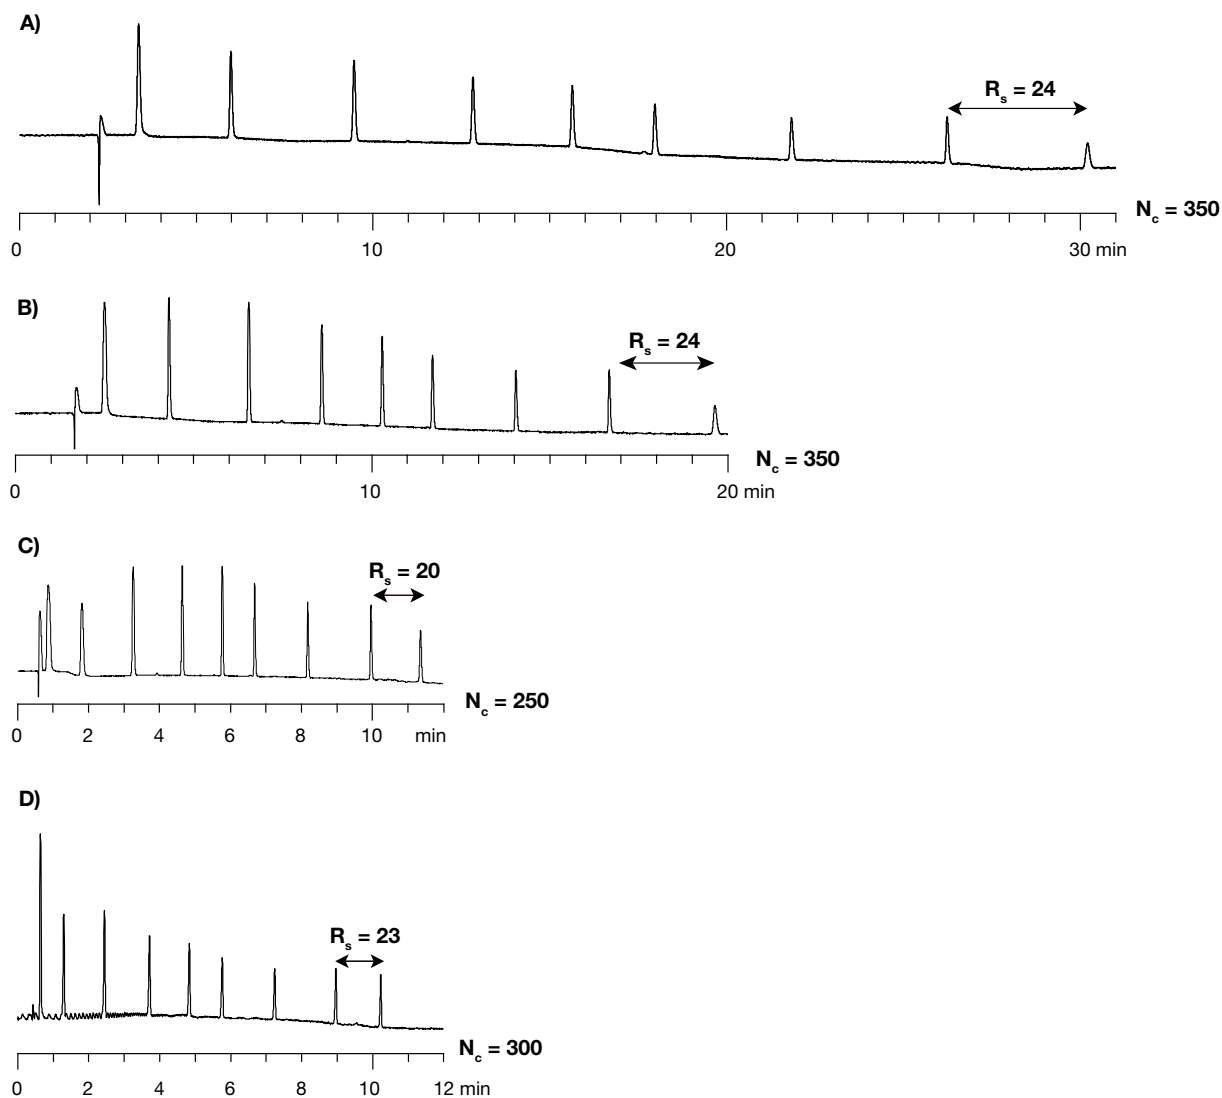 A)
R_s = 24
N_c = 350
0 10 20 30 min
B)
R_s = 24
N_c = 350
0 10 20 min
C)
R_s = 20
N_c = 250
0 2 4 6 8 10 min
D)
R_s = 23
N_c = 300
0 2 4 6 8 10 12 min